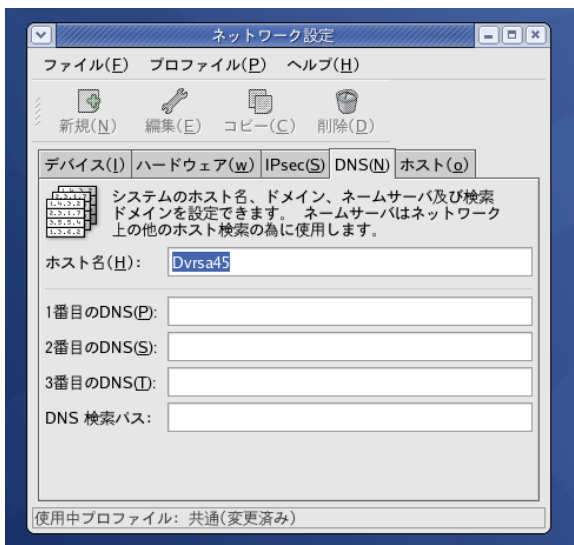 ネットワーク設定
ファイル(F) プロファイル(P) ヘルプ(H)
新規(N) 編集(E) コピー(C) 削除(D)
デバイス(I) ハードウェア(w) IPsec(S) DNS(N) ホスト(o)
システムのホスト名、ドメイン、ネームサーバ及び検索
ドメインを設定できます。 ネームサーバはネットワーク
上の他のホスト検索の為に使用します。
ホスト名(H): Dvrsa45
1番目のDNS(P):
2番目のDNS(S):
3番目のDNS(T):
DNS 検索パス:
使用中プロファイル: 共通(変更済み)